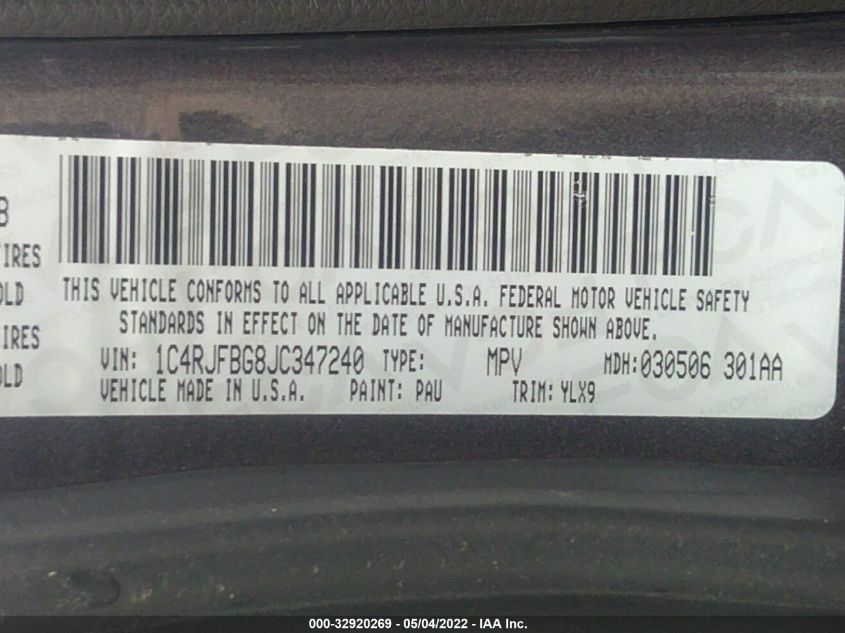 B
TIRES
OLD
TIRES
OLD
THIS VEHICLE CONFORMS TO ALL APPLICABLE U.S.A. FEDERAL MOTOR VEHICLE SAFETY
STANDARDS IN EFFECT ON THE DATE OF MANUFACTURE SHOWN ABOVE.
VIN: 1C4RJFBG8JC347240 TYPE: MPV MDH:030506 301AA
VEHICLE MADE IN U.S.A. PAINT: PAU TRIM: YLX9
000-32920269 - 05/04/2022 - IAA Inc.